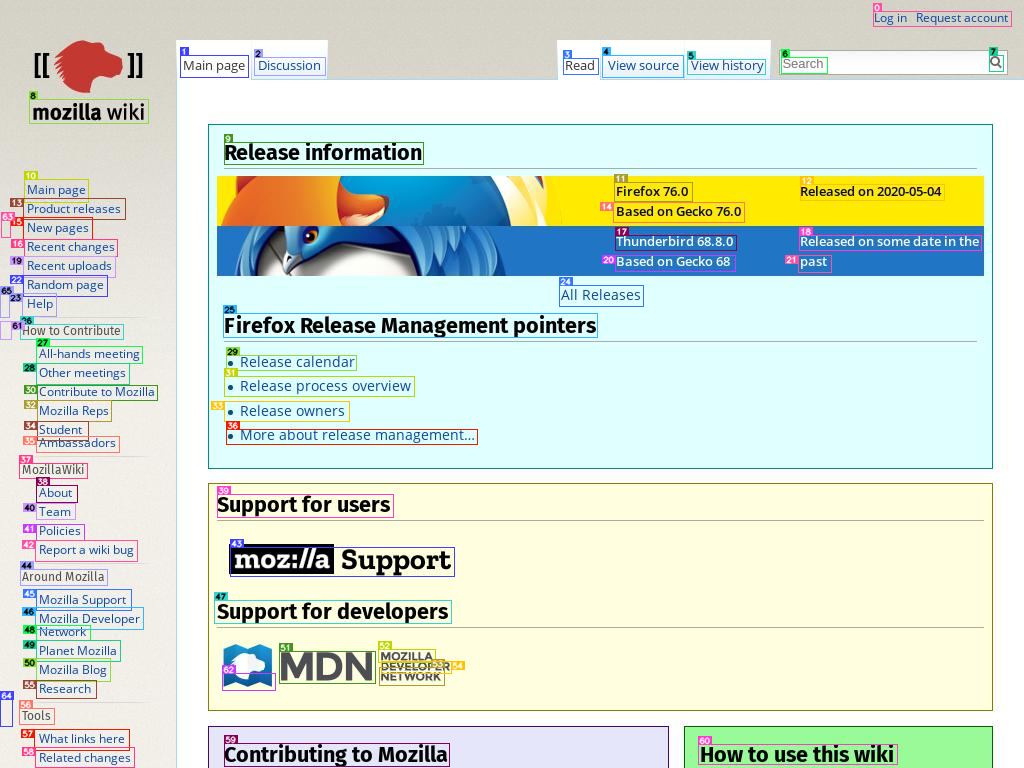 Log in Request account
Main page Discussion Read View source View history Search
[[ ]]
mozilla wiki
Main page
Product releases
New pages
Recent changes
Recent uploads
Random page
Help
How to Contribute
All-hands meeting
Other meetings
Contribute to Mozilla
Mozilla Reps
Student
Ambassadors
MozillaWiki
About
Team
Policies
Report a wiki bug
Around Mozilla
Mozilla Support
Mozilla Developer
Network
Planet Mozilla
Mozilla Blog
Research
Tools
What links here
Related changes
Release information
Firefox 76.0 Released on 2020-05-04
Based on Gecko 76.0
Thunderbird 68.8.0 Released on some date in the
Based on Gecko 68 past
All Releases
Firefox Release Management pointers
Release calendar
Release process overview
Release owners
More about release management...
Support for users
moz://a Support
Support for developers
MDN MOZILLA
DEVELOPER
NETWORK
Contributing to Mozilla
How to use this wiki